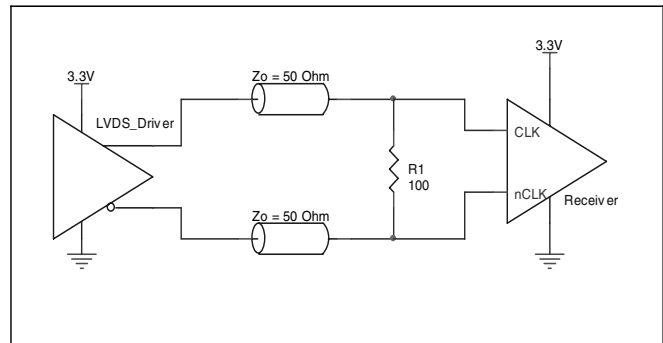 3.3V
3.3V
Zo = 50 Ohm
LVDS_Driver
CLK
R1
100
nCLK
Receiver
Zo = 50 Ohm